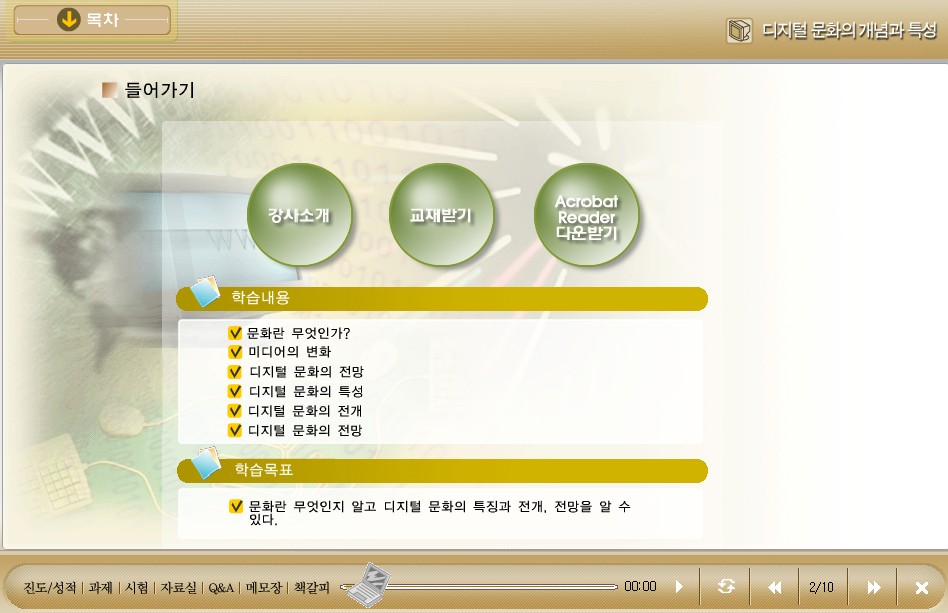 목차
디지털 문화의 개념과 특성
들어가기
강사소개
교재받기
Acrobat
Reader
다운받기
학습내용
문화란 무엇인가?
미디어의 변화
디지털 문화의 전망
디지털 문화의 특성
디지털 문화의 전개
디지털 문화의 전망
학습목표
문화란 무엇인지 알고 디지털 문화의 특징과 전개, 전망을 알 수
있다.
진도/성적 | 과제 | 시험 | 자료실 | Q&A | 메모장 | 책갈피 00:00 2/10